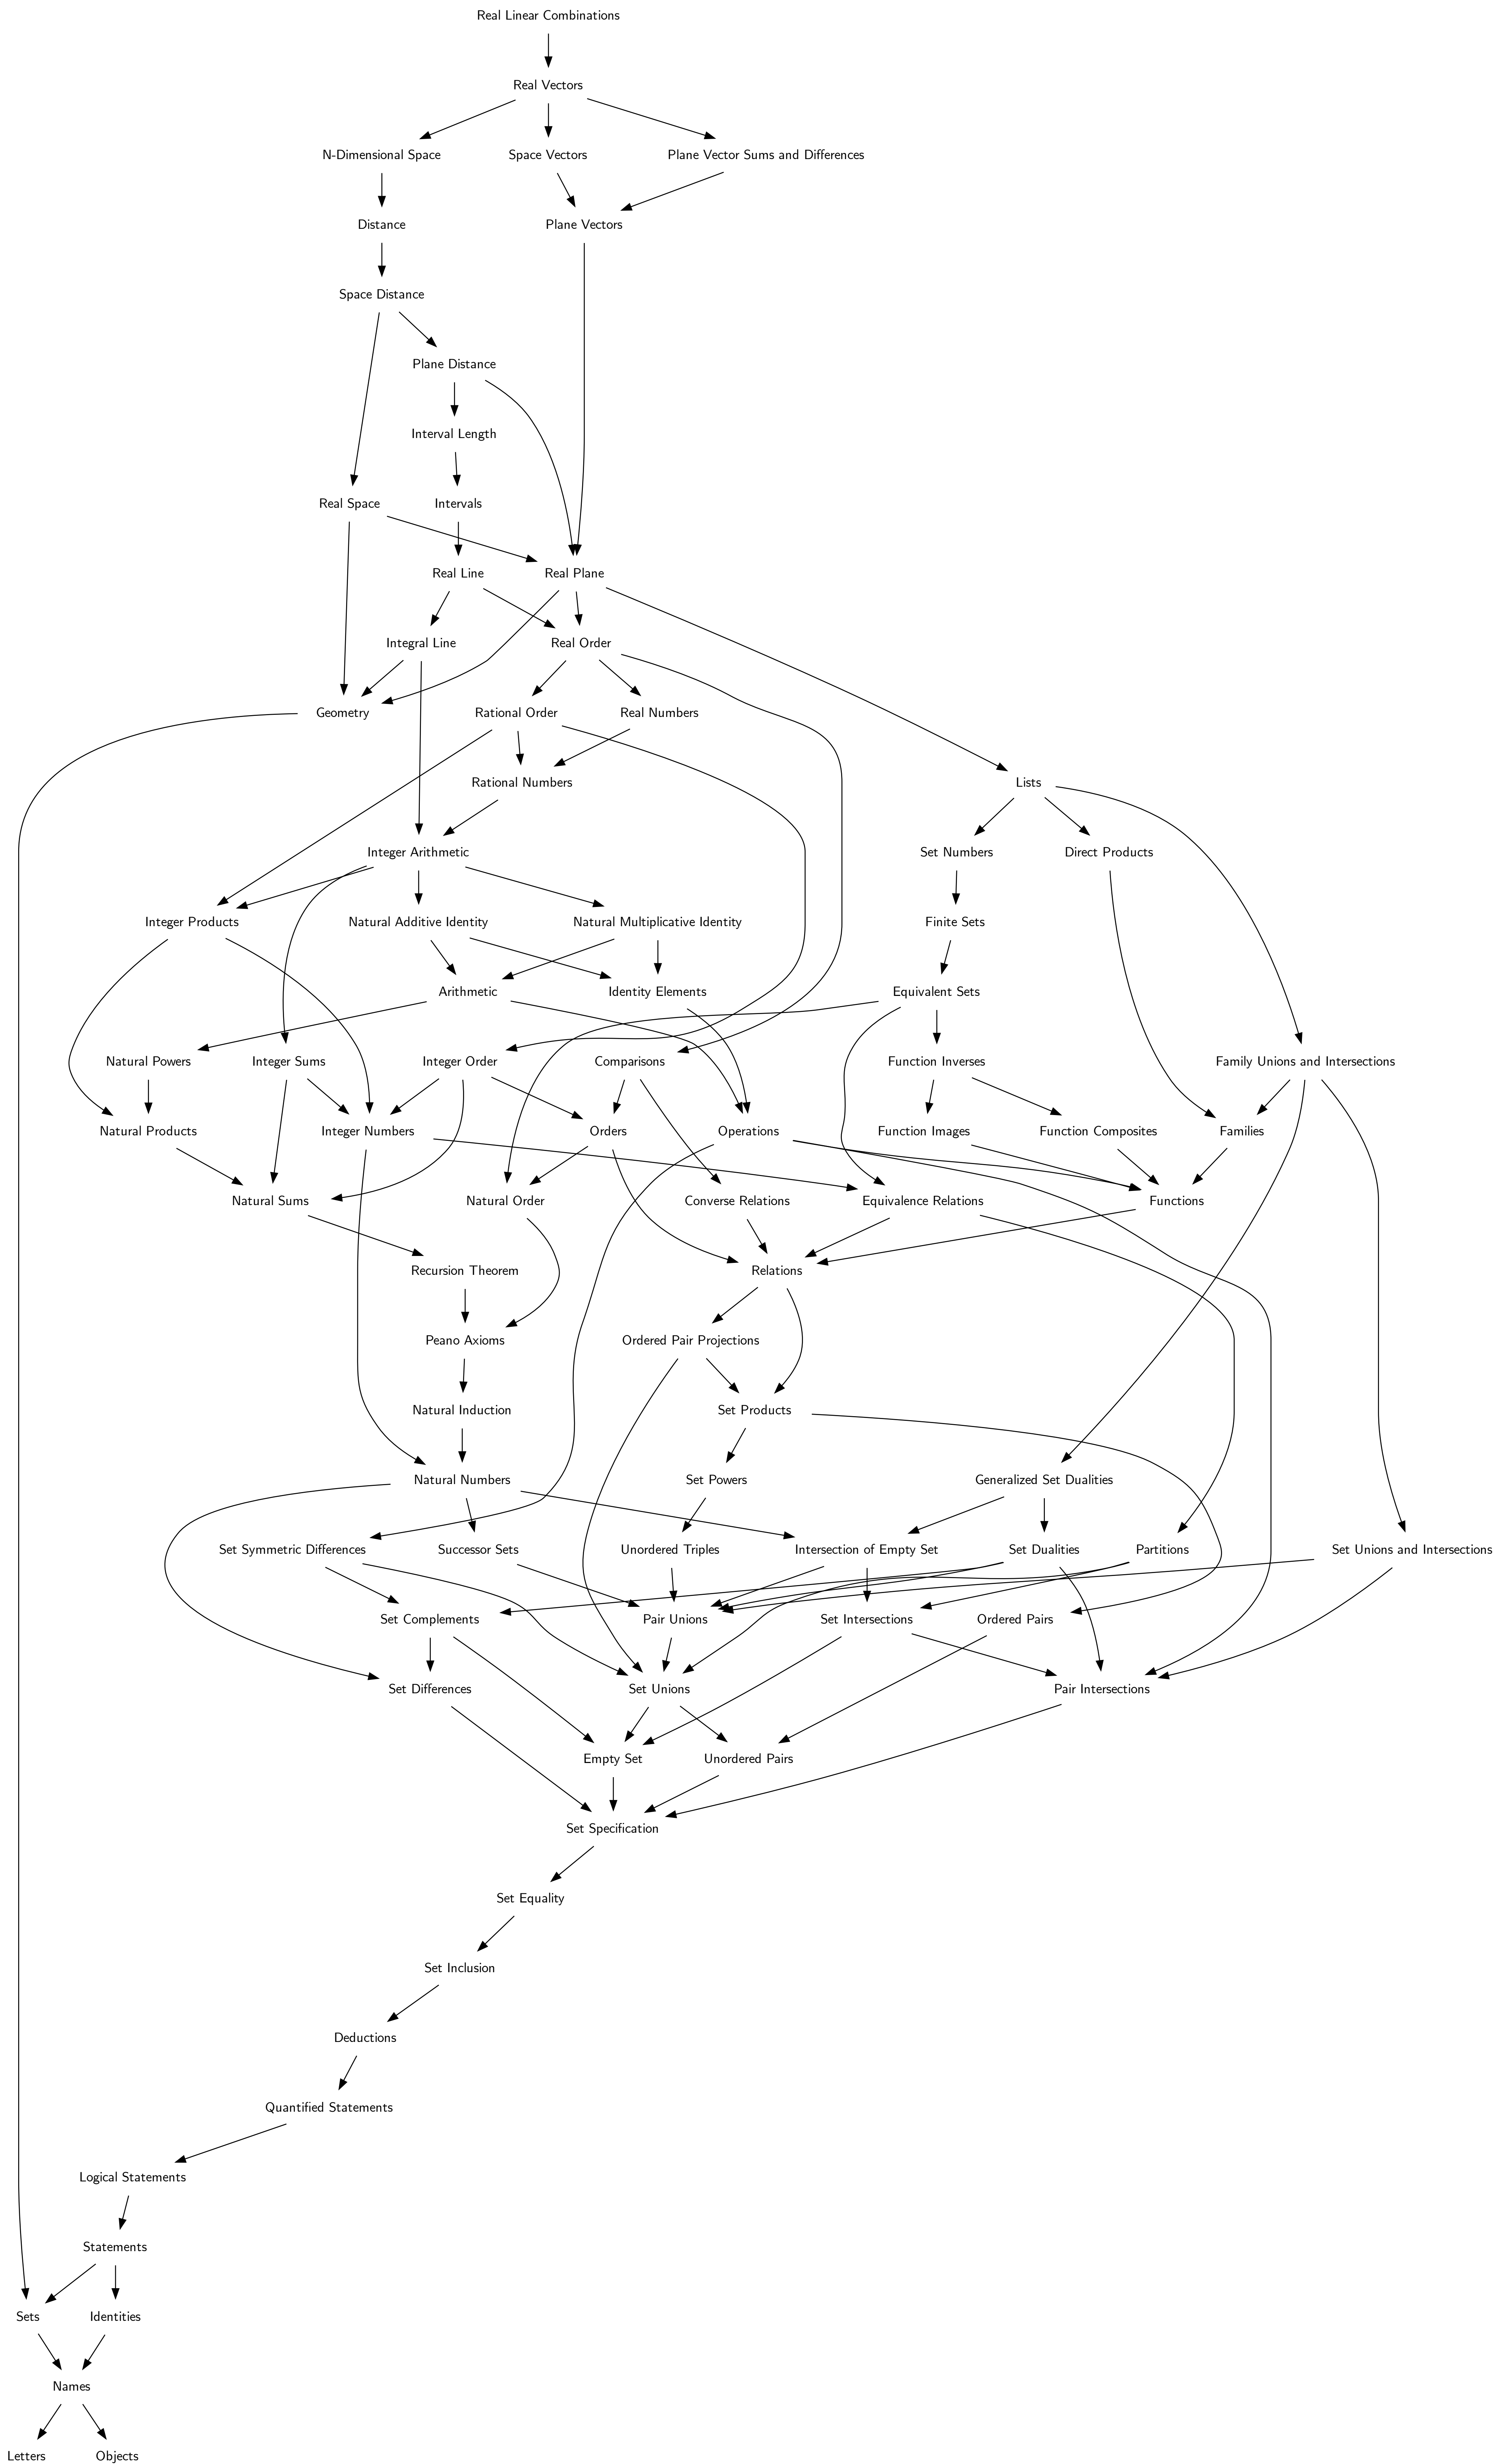 Real Linear Combinations
Real Vectors
N-Dimensional Space
Space Vectors
Plane Vector Sums and Differences
Distance
Plane Vectors
Space Distance
Plane Distance
Interval Length
Real Space
Intervals
Real Line
Real Plane
Integral Line
Real Order
Geometry
Rational Order
Real Numbers
Rational Numbers
Lists
Integer Arithmetic
Set Numbers
Direct Products
Integer Products
Natural Additive Identity
Natural Multiplicative Identity
Finite Sets
Arithmetic
Identity Elements
Equivalent Sets
Natural Powers
Integer Sums
Integer Order
Comparisons
Function Inverses
Family Unions and Intersections
Natural Products
Integer Numbers
Orders
Operations
Function Images
Function Composites
Families
Natural Sums
Natural Order
Converse Relations
Equivalence Relations
Functions
Recursion Theorem
Relations
Peano Axioms
Ordered Pair Projections
Natural Induction
Set Products
Natural Numbers
Set Powers
Generalized Set Dualities
Set Symmetric Differences
Successor Sets
Unordered Triples
Intersection of Empty Set
Set Dualities
Partitions
Set Unions and Intersections
Set Complements
Pair Unions
Set Intersections
Ordered Pairs
Set Differences
Set Unions
Pair Intersections
Empty Set
Unordered Pairs
Set Specification
Set Equality
Set Inclusion
Deductions
Quantified Statements
Logical Statements
Statements
Sets
Identities
Names
Letters
Objects